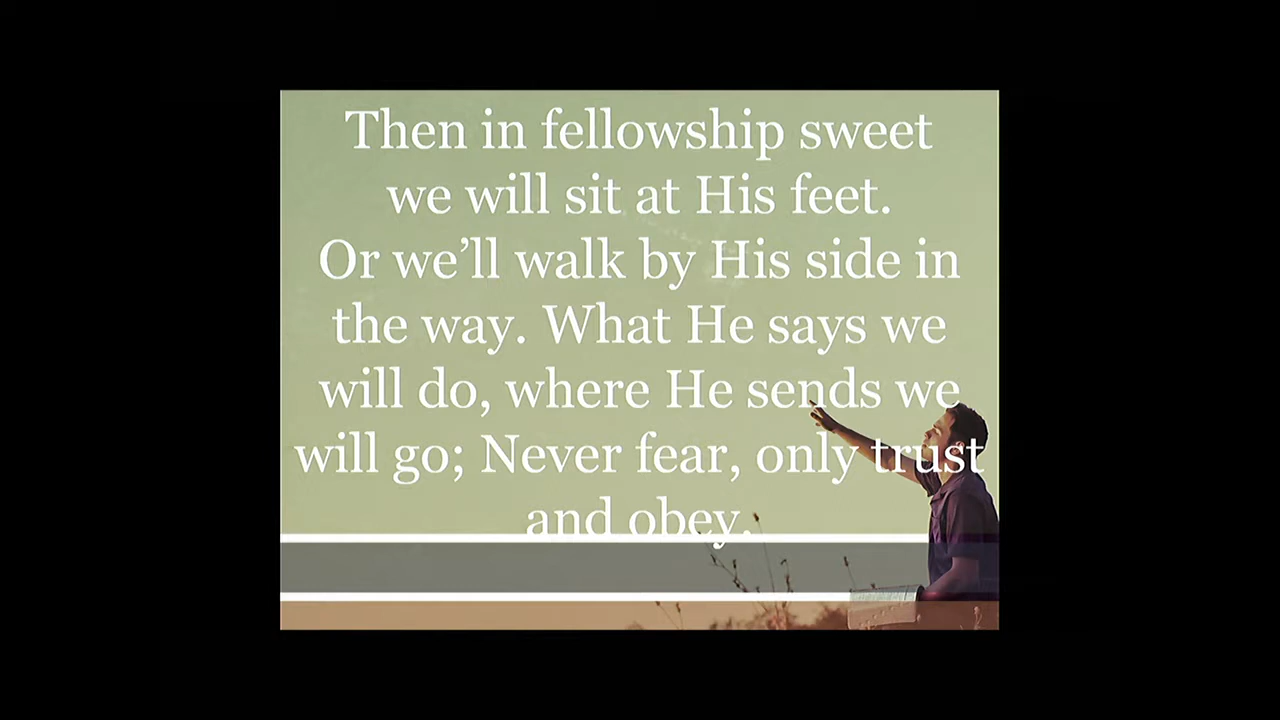 Then in fellowship sweet
we will sit at His feet.
Or we’ll walk by His side in
the way. What He says we
will do, where He sends we
will go; Never fear, only trust
and obey.